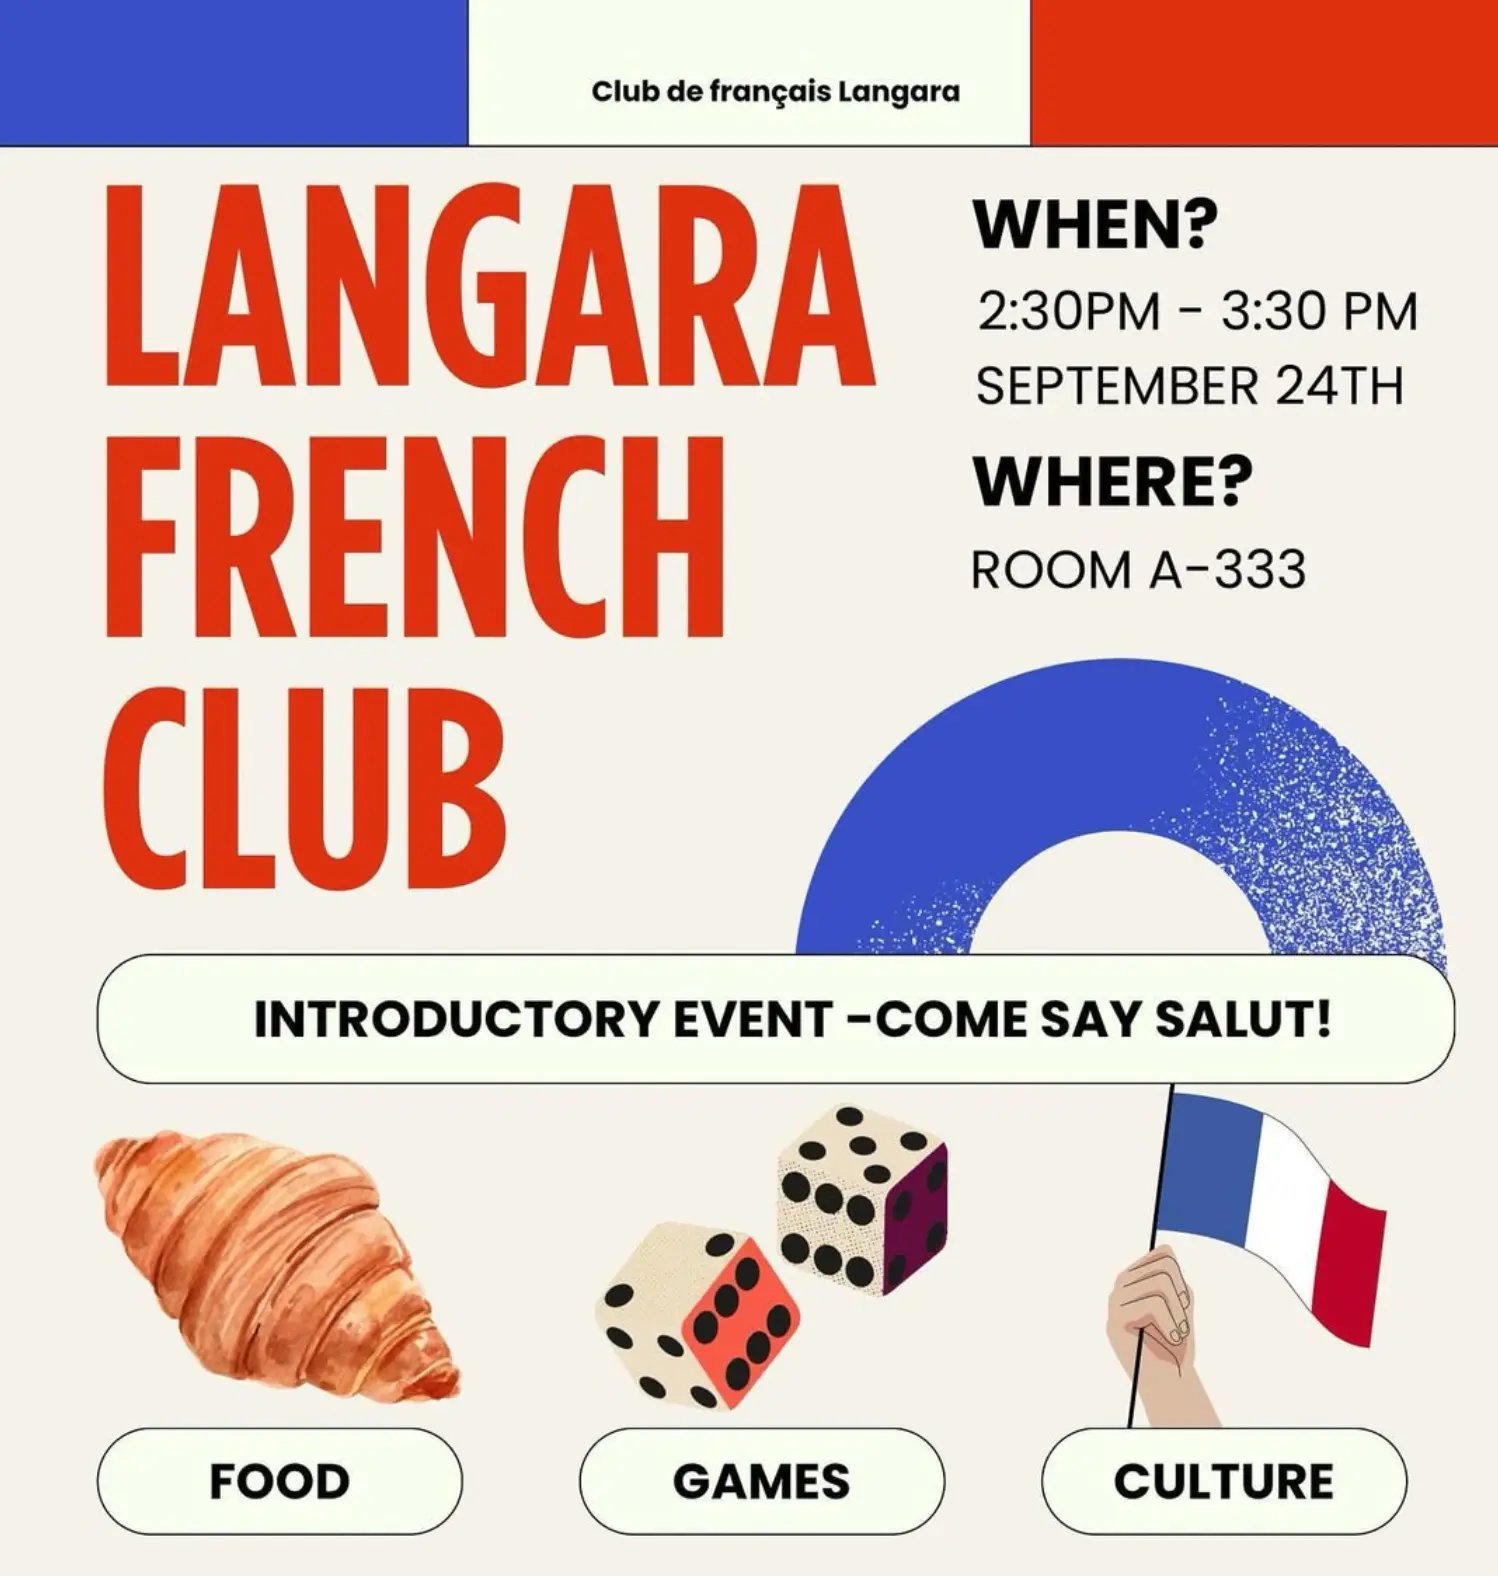 Club de français Langara
LANGARA
FRENCH
CLUB
WHEN?
2:30PM - 3:30 PM
SEPTEMBER 24TH
WHERE?
ROOM A-333
INTRODUCTORY EVENT -COME SAY SALUT!
FOOD
GAMES
CULTURE